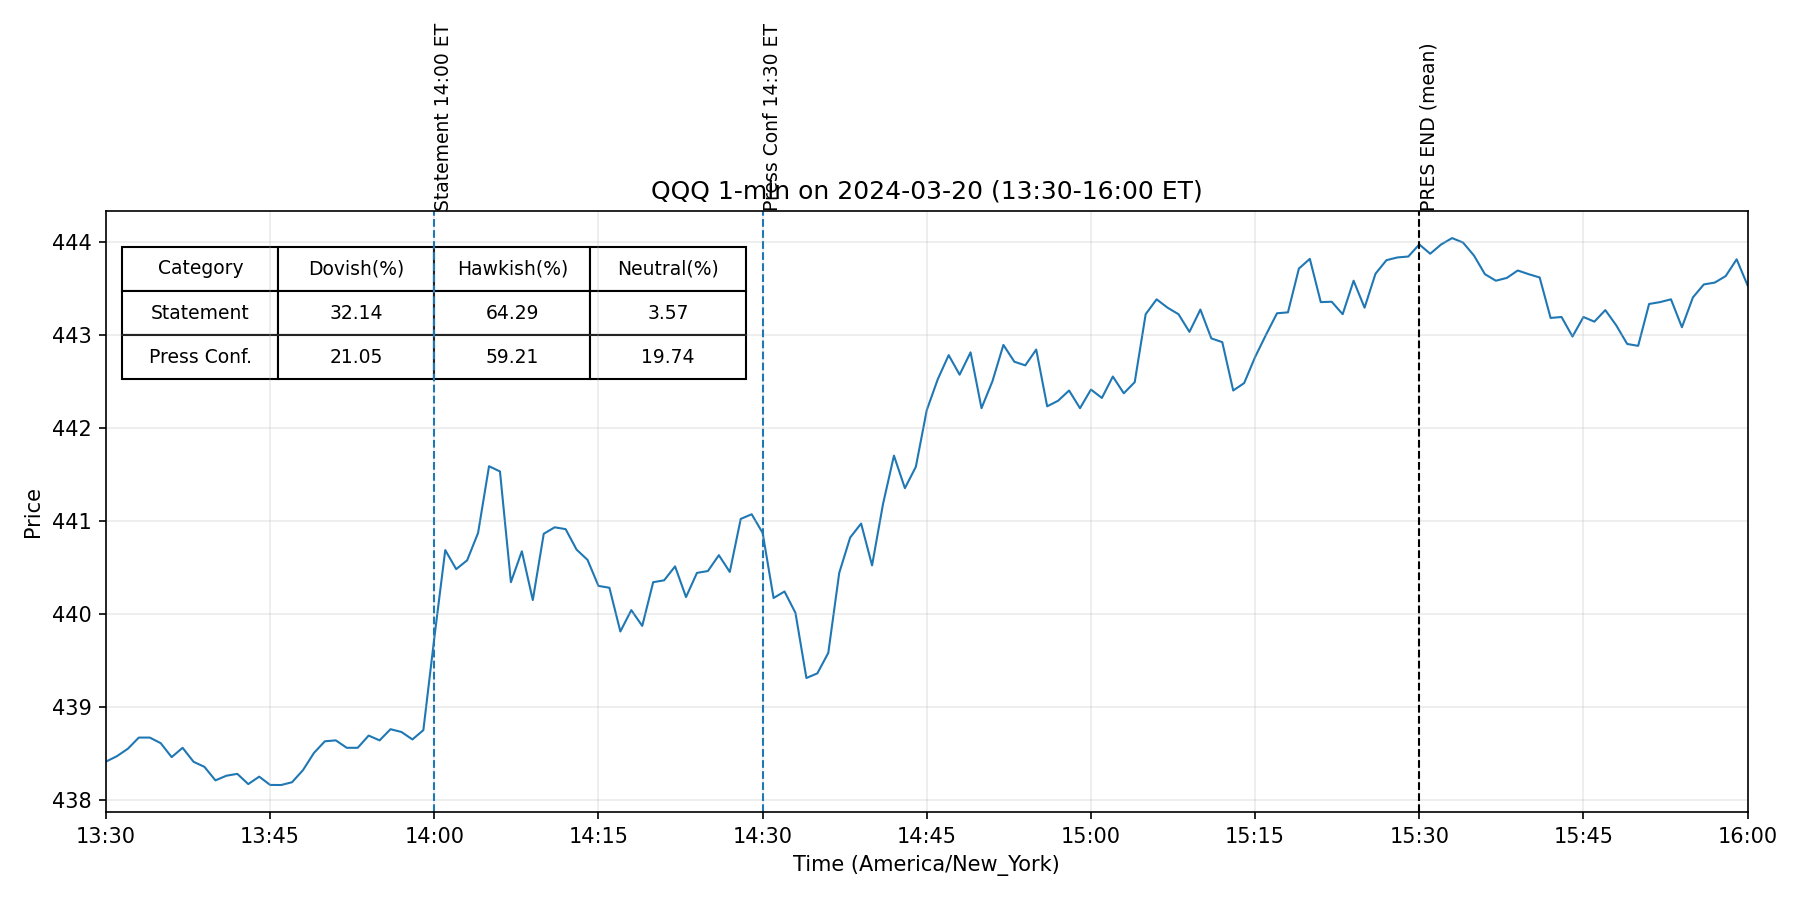 Statement 14:00 ET
Press Conf 14:30 ET
PRES END (mean)
QQQ 1-min on 2024-03-20 (13:30-16:00 ET)
Category Dovish(%) Hawkish(%) Neutral(%)
Statement 32.14 64.29 3.57
Press Conf. 21.05 59.21 19.74
Price
444
443
442
441
440
439
438
13:30 13:45 14:00 14:15 14:30 14:45 15:00 15:15 15:30 15:45 16:00
Time (America/New_York)